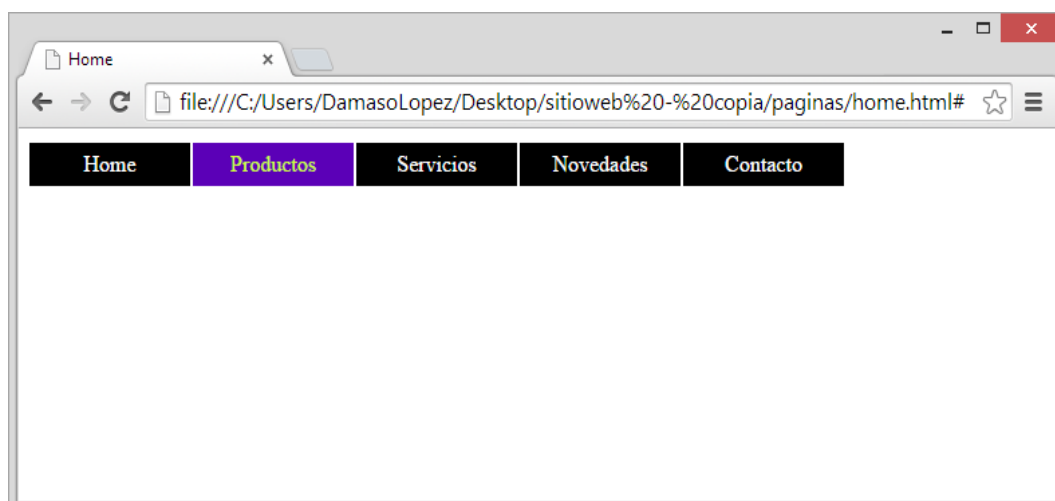 Home
file:///C:/Users/DamasoLopez/Desktop/sitioweb%20-%20copia/paginas/home.html#
Home Productos Servicios Novedades Contacto